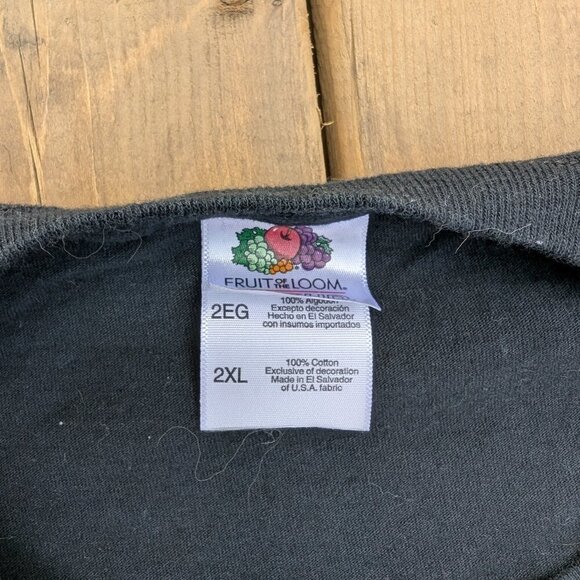 FRUIT OF THE LOOM®
2EG
100% Algodón
Excepto decoración
Hecho en El Salvador
con insumos importados
2XL
100% Cotton
Exclusive of decoration
Made in El Salvador
of U.S.A. fabric